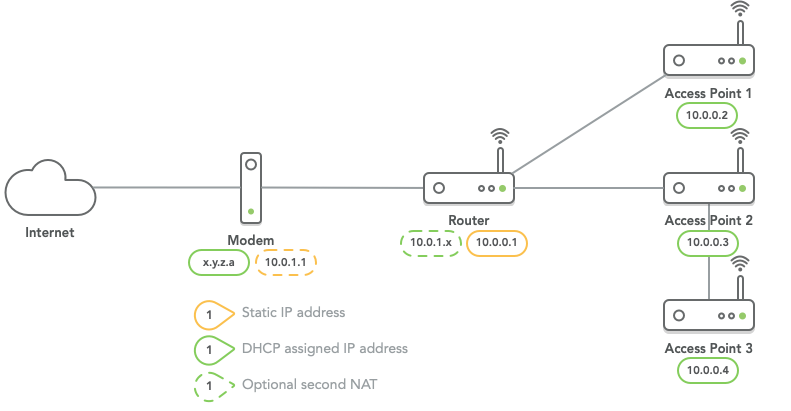 Access Point 1
10.0.0.2
Internet
Modem
x.y.z.a
10.0.1.1
Router
10.0.1.x
10.0.0.1
Access Point 2
10.0.0.3
Access Point 3
10.0.0.4
1 Static IP address
1 DHCP assigned IP address
1 Optional second NAT